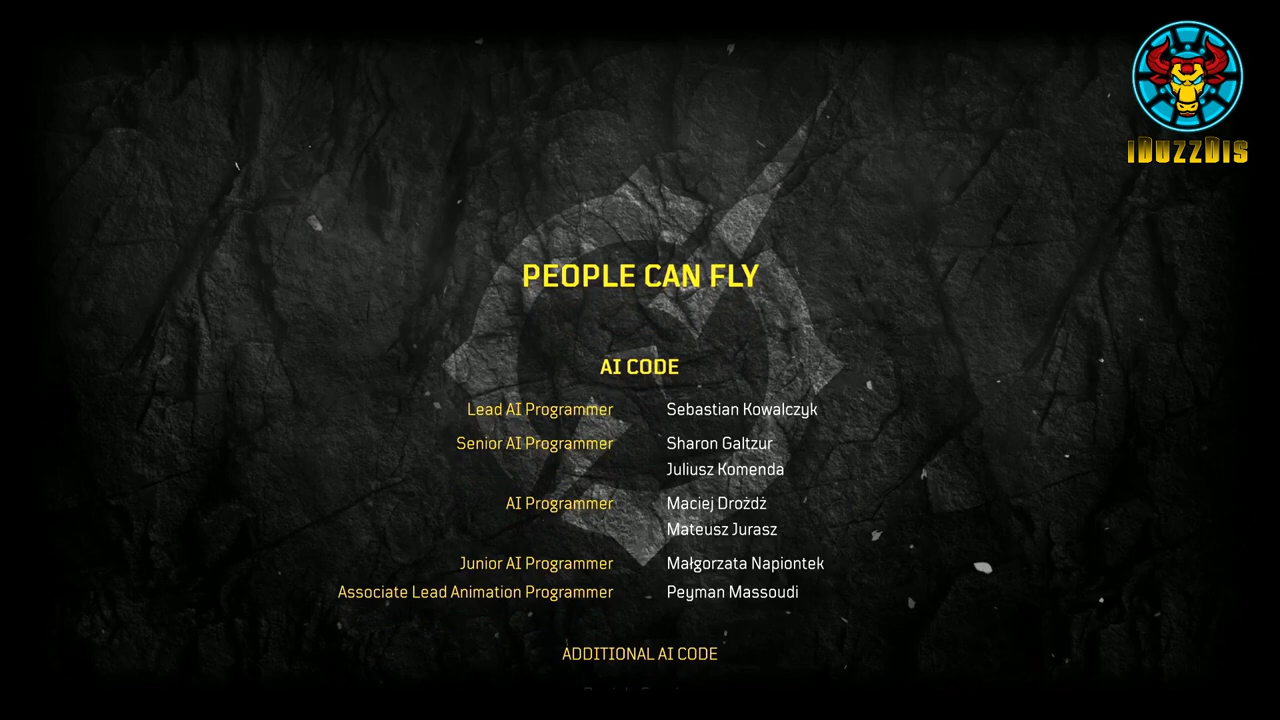 iDuzzDis
PEOPLE CAN FLY
AI CODE
Lead AI Programmer Sebastian Kowalczyk
Senior AI Programmer Sharon Galtzur
Juliusz Komenda
AI Programmer Maciej Drożdż
Mateusz Jurasz
Junior AI Programmer Małgorzata Napiontek
Associate Lead Animation Programmer Peyman Massoudi
ADDITIONAL AI CODE